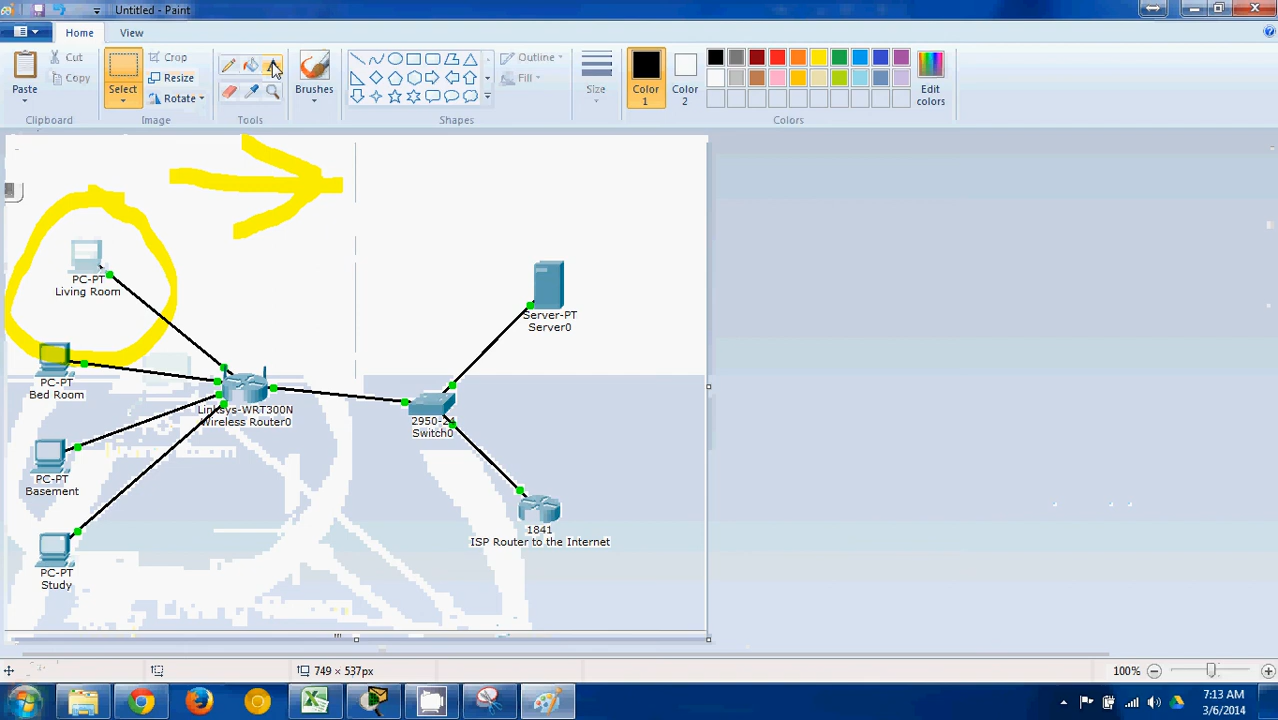 Untitled - Paint
Home View
Paste
Cut
Copy
Clipboard
Select
Crop
Resize
Rotate
Image
Tools
Brushes
Shapes
Outline
Fill
Size
Color 1
Color 2
Edit colors
Colors
PC-PT
Living Room
PC-PT
Bed Room
PC-PT
Basement
PC-PT
Study
Linksys-WRT300N
Wireless Router0
2950-24
Switch0
Server-PT
Server0
1841
ISP Router to the Internet
749 × 537px
100%
7:13 AM
3/6/2014